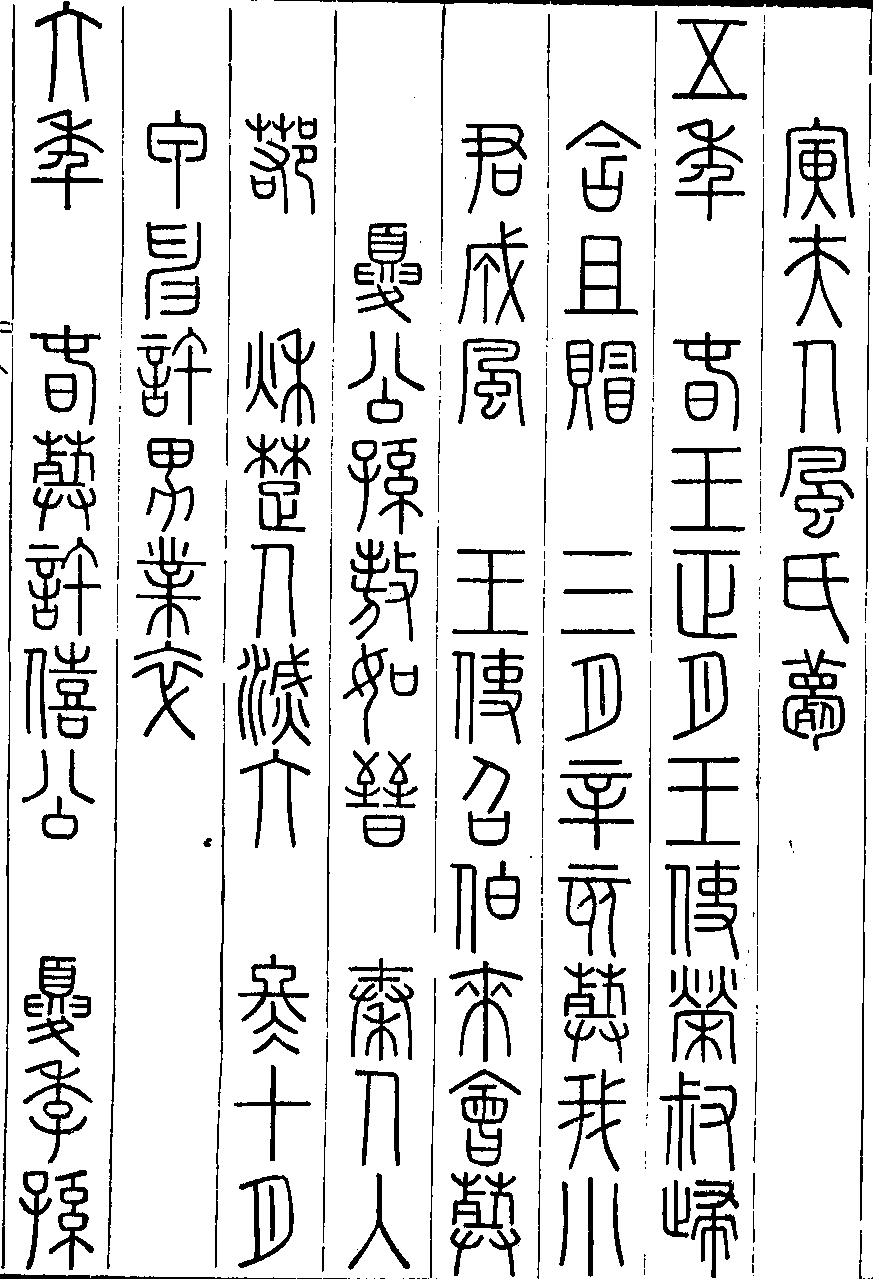 寅夫人風氏薨
五年 春王正月王使榮叔歸
含且賵 三月辛亥葬我小
君成風 王使召伯來會葬
夏公孫敖如晉 秦人入
鄀 秋楚人滅六 冬十月
甲申許男業卒
六年 春葬許僖公 夏季孫